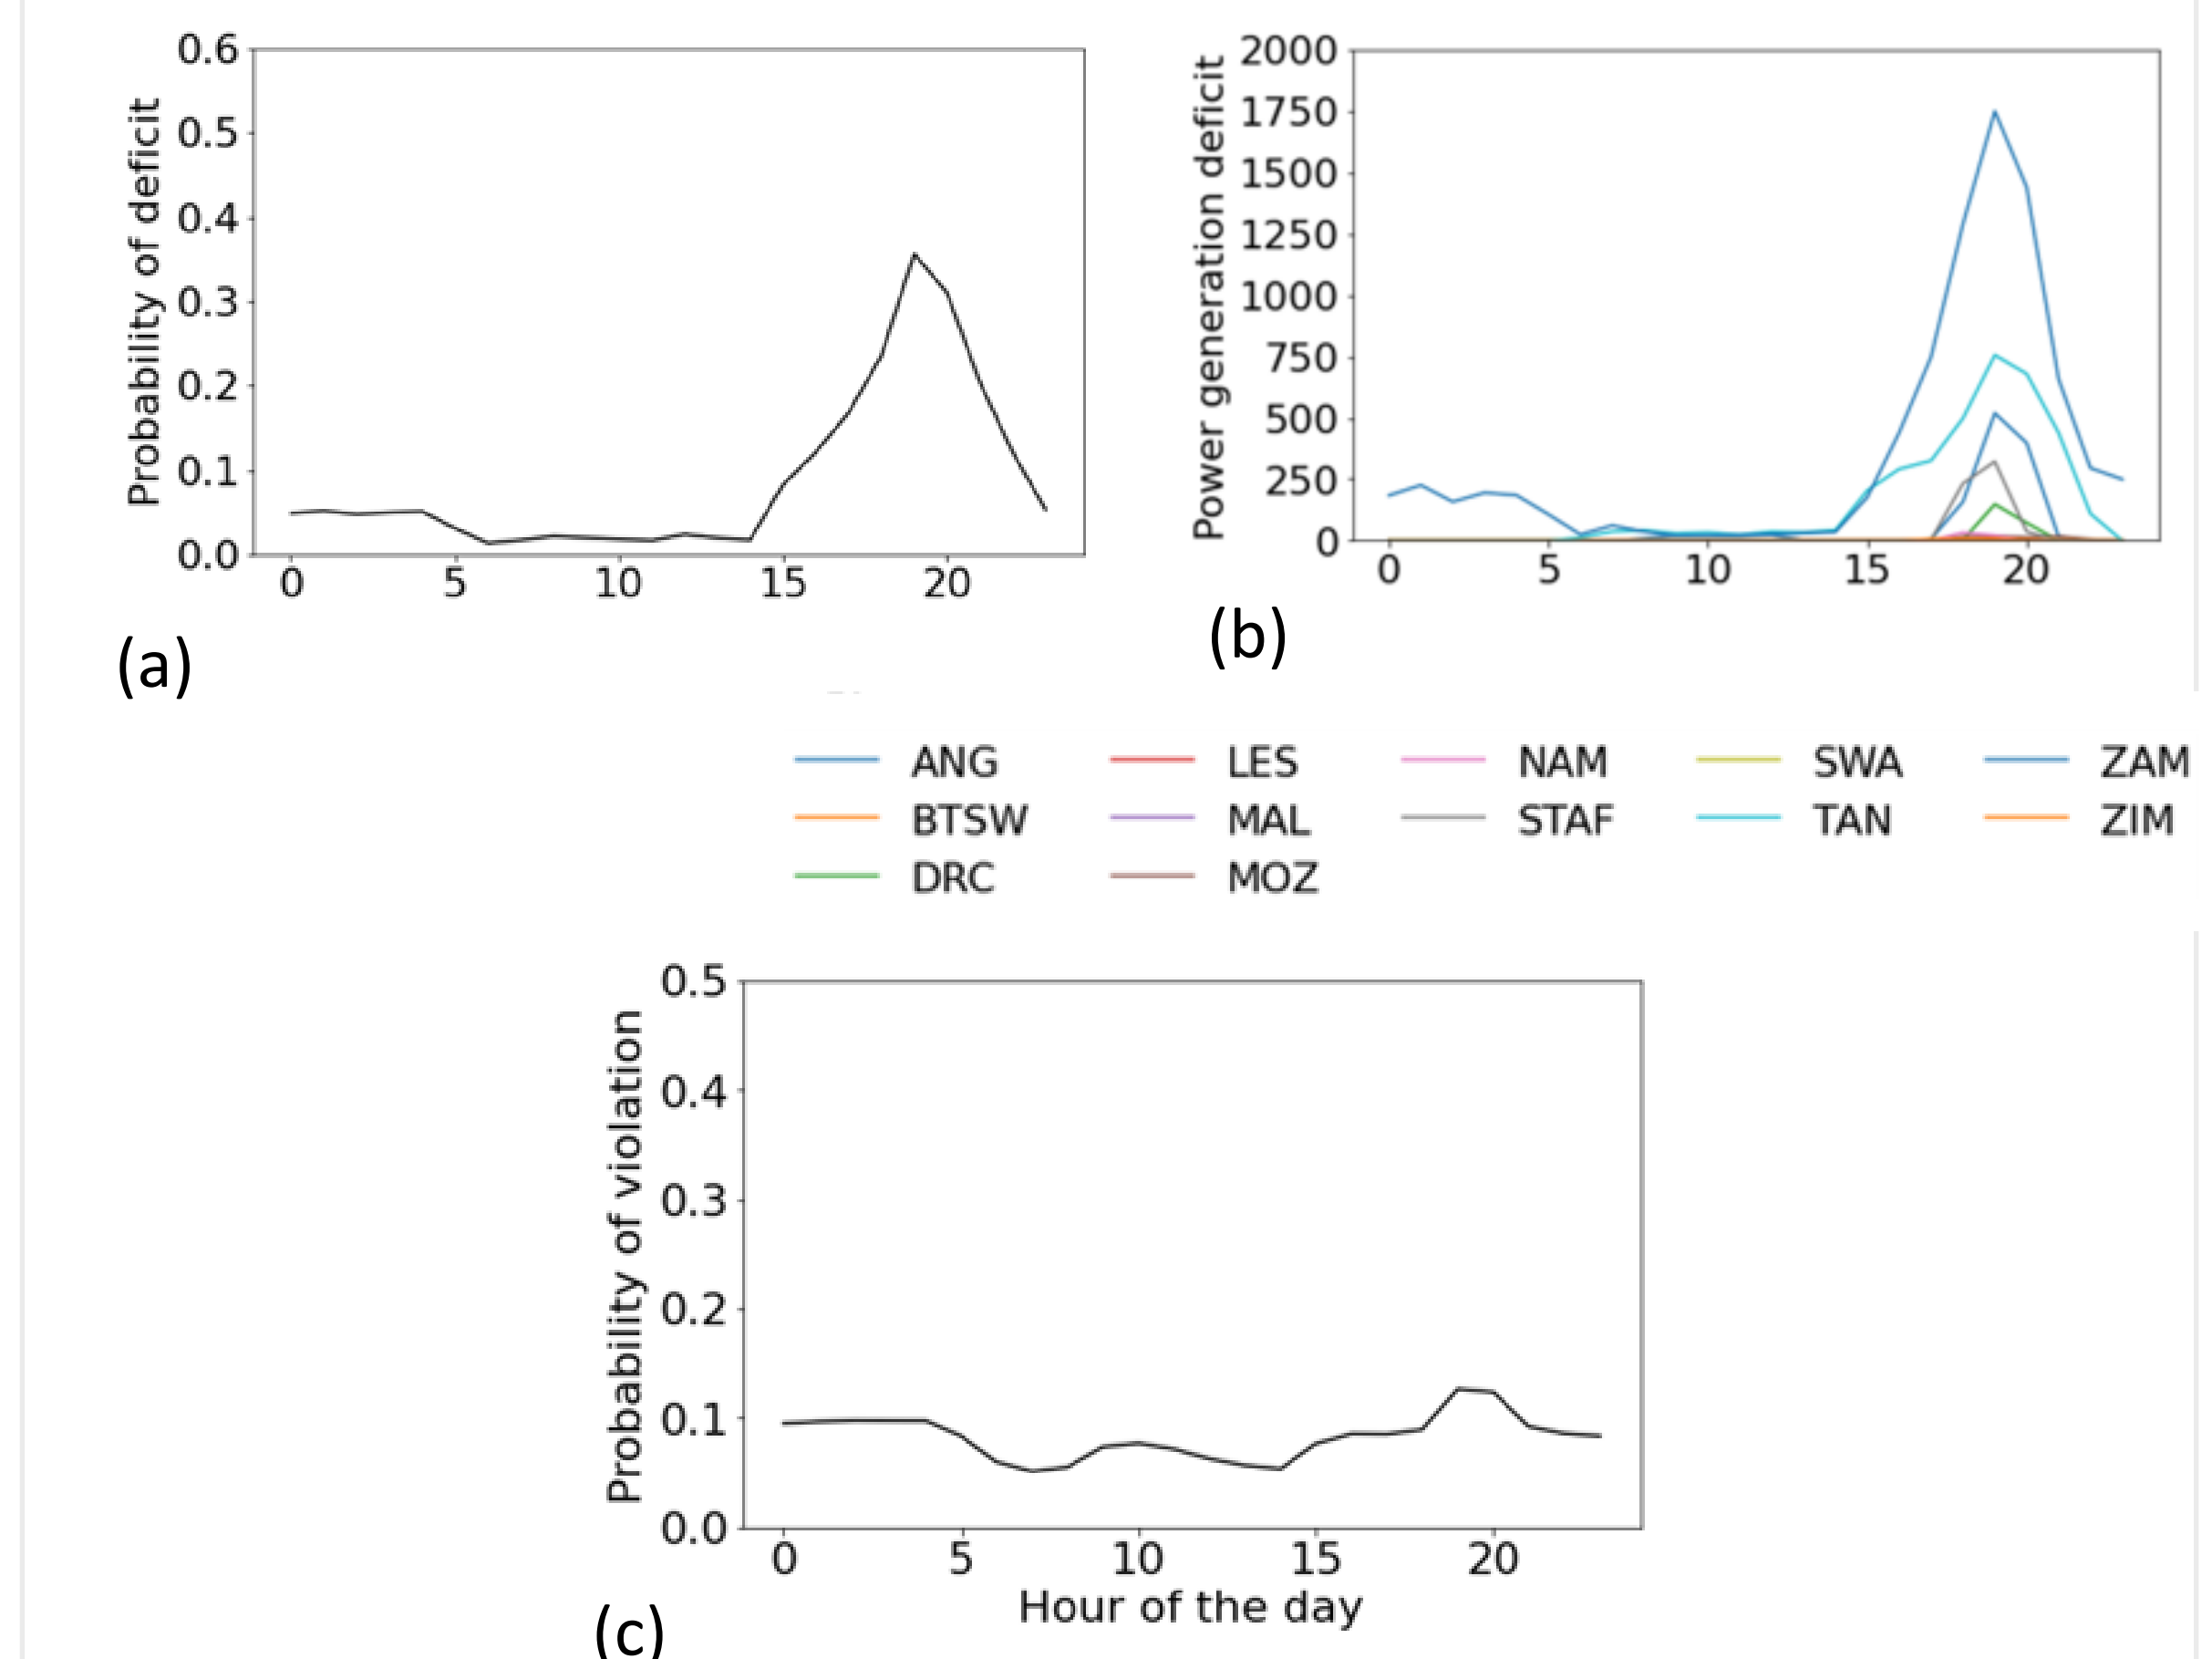 Probability of deficit
0.6
0.5
0.4
0.3
0.2
0.1
0.0
0 5 10 15 20
(a)
Power generation deficit
2000
1750
1500
1250
1000
750
500
250
0
0 5 10 15 20
(b)
ANG LES NAM SWA ZAM
BTSW MAL STAF TAN ZIM
DRC MOZ
Probability of violation
0.5
0.4
0.3
0.2
0.1
0.0
0 5 10 15 20
Hour of the day
(c)